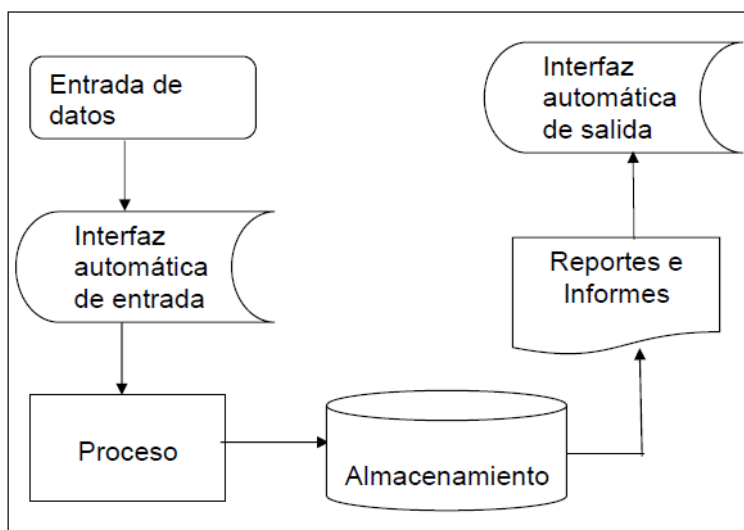 Entrada de
datos
Interfaz
automática
de entrada
Proceso
Almacenamiento
Reportes e
Informes
Interfaz
automática
de salida